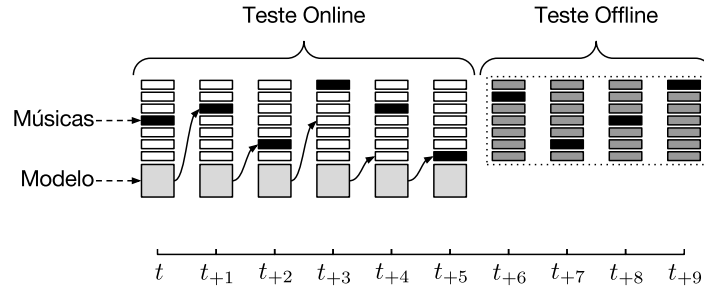 Teste Online
Teste Offline
Músicas
Modelo
t t+1 t+2 t+3 t+4 t+5 t+6 t+7 t+8 t+9